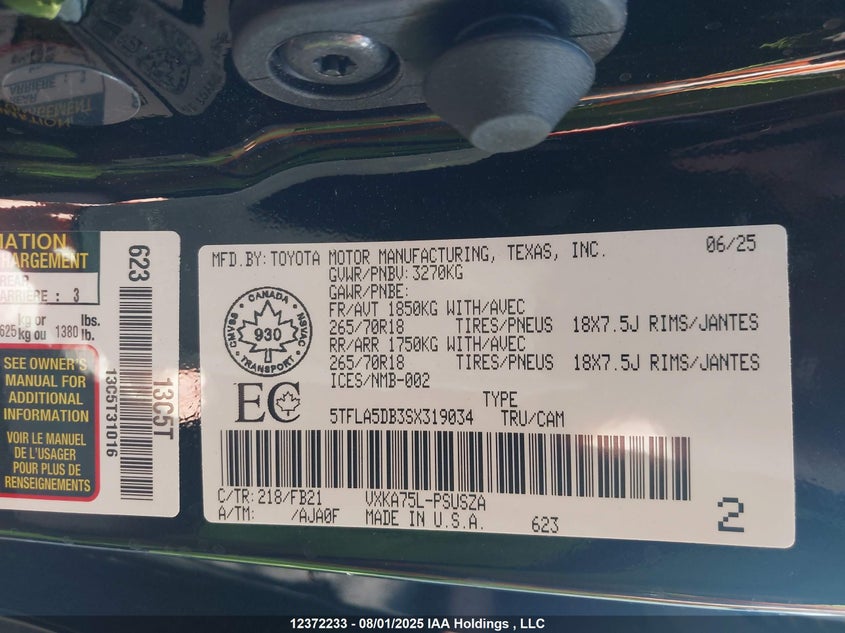 MATION
HARGEMENT
REAR
ARRIÈRE : 3
kg or
lbs.
625 kg ou 1380 lb.
SEE OWNER'S
MANUAL FOR
ADDITIONAL
INFORMATION
VOIR LE MANUEL
DE L'USAGER
POUR PLUS DE
RENSEIGNEMENTS
623
13C5T
13C5T31016
MFD.BY: TOYOTA MOTOR MANUFACTURING, TEXAS, INC. 06/25
GVWR/PNBV: 3270KG
GAWR/PNBE:
FR/AVT 1850KG WITH/AVEC
265/70R18 TIRES/PNEUS 18X7.5J RIMS/JANTES
RR/ARR 1750KG WITH/AVEC
265/70R18 TIRES/PNEUS 18X7.5J RIMS/JANTES
ICES/NMB-002
CANADA
930
TRANSPORT
CMVSS
NSVAC
EC
TYPE
5TFLA5DB3SX319034 TRU/CAM
C/TR: 218/FB21 VXKA75L-PSUSZA
A/TM: /AJA0F MADE IN U.S.A. 623
2
12372233 - 08/01/2025 IAA Holdings , LLC